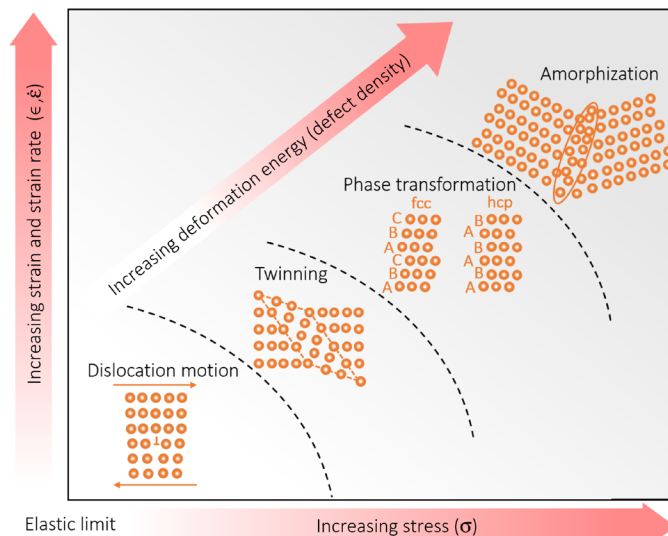 Increasing strain and strain rate (ϵ,ε̇)
Increasing deformation energy (defect density)
Amorphization
Phase transformation
fcc
hcp
C
B
A
C
B
A
B
A
B
A
B
A
Twinning
Dislocation motion
Elastic limit
Increasing stress (σ)